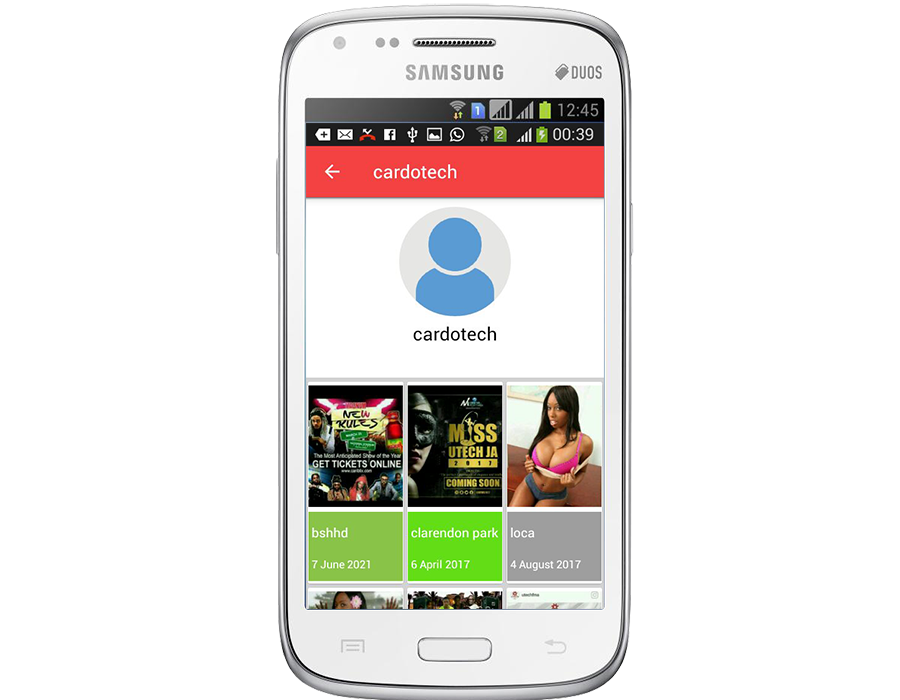 SAMSUNG
DUOS
1
12:45
2
00:39
cardotech
cardotech
NEW
RULES
The Most Anticipated Show of the Year
GET TICKETS ONLINE
MISS
UTECH JA
2017
COMING SOON
bshhd
clarendon park
loca
7 June 2021
6 April 2017
4 August 2017